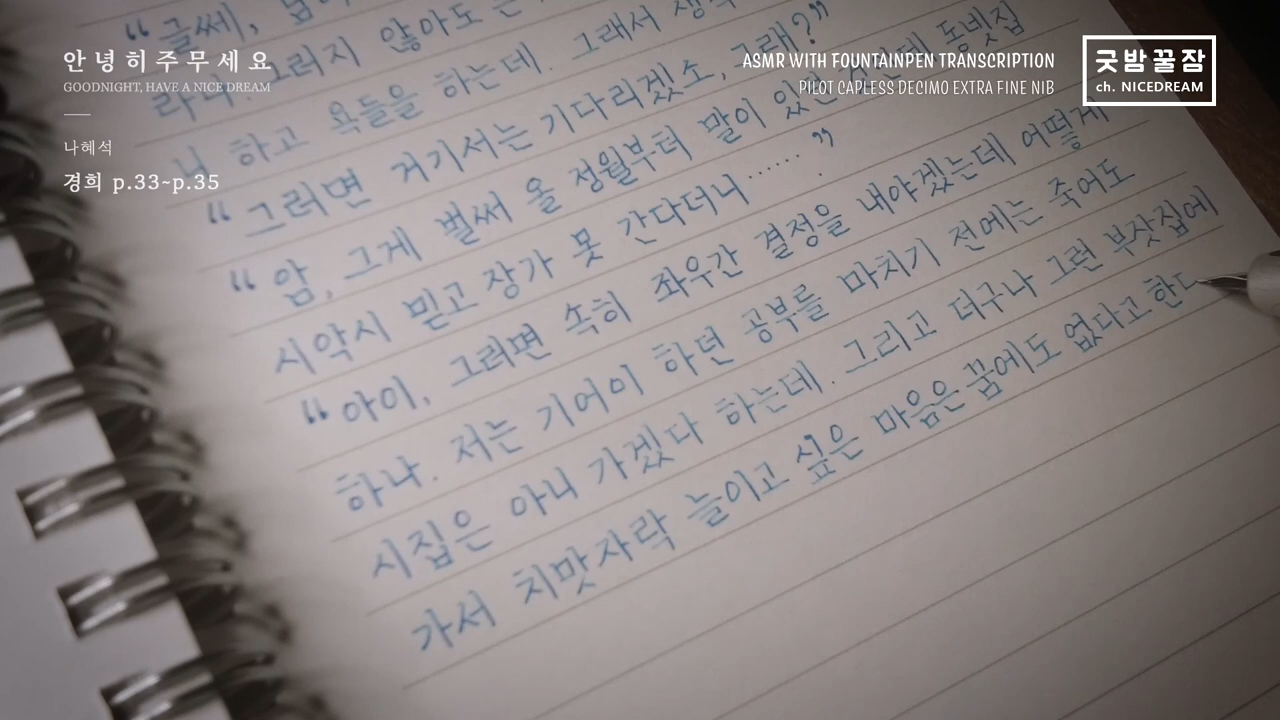 안녕히주무세요
GOODNIGHT, HAVE A NICE DREAM
나혜석
경희 p.33~p.35
ASMR WITH FOUNTAINPEN TRANSCRIPTION
PILOT CAPLESS DECIMO EXTRA FINE NIB
굿밤꿀잠
ch. NICEDREAM
“글쎄,
그러지 않아도
하고 욕들을 하는데. 그래서
“그러면 거기서는 기다리겠소, 그래?”
“암, 그게 벌써 올 정월부터 말이 있던 동넷집
시악시 믿고 장가 못 간다더니……”
“아이, 그러면 속히 좌우간 결정을 내야겠는데 어떻게
하나. 저는 기어이 하던 공부를 마치기 전에는 죽어도
시집은 아니 가겠다 하는데. 그리고 더구나 그런 부잣집에
가서 치맛자락 늘이고 싶은 마음은 꿈에도 없다고 한